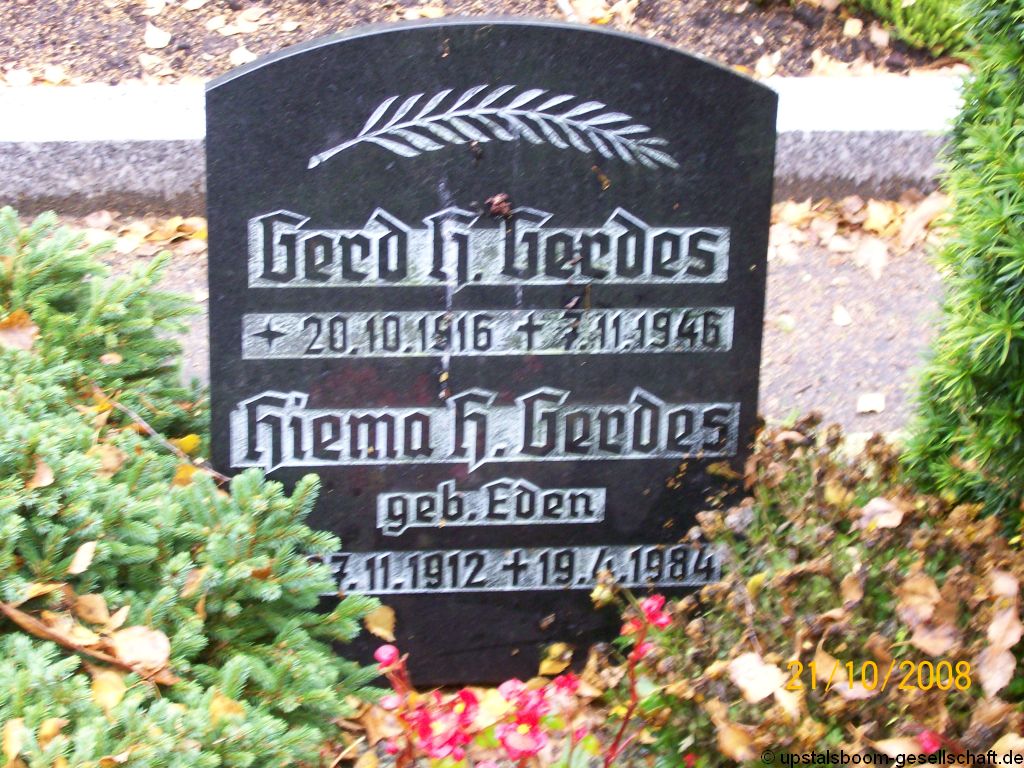 Gerd H. Gerdes
20.10.1916 † 7.11.1946
Hiema H. Gerdes
geb. Eden
7.11.1912 † 19.4.1984
21/10/2008
© upstalsboom-gesellschaft.de